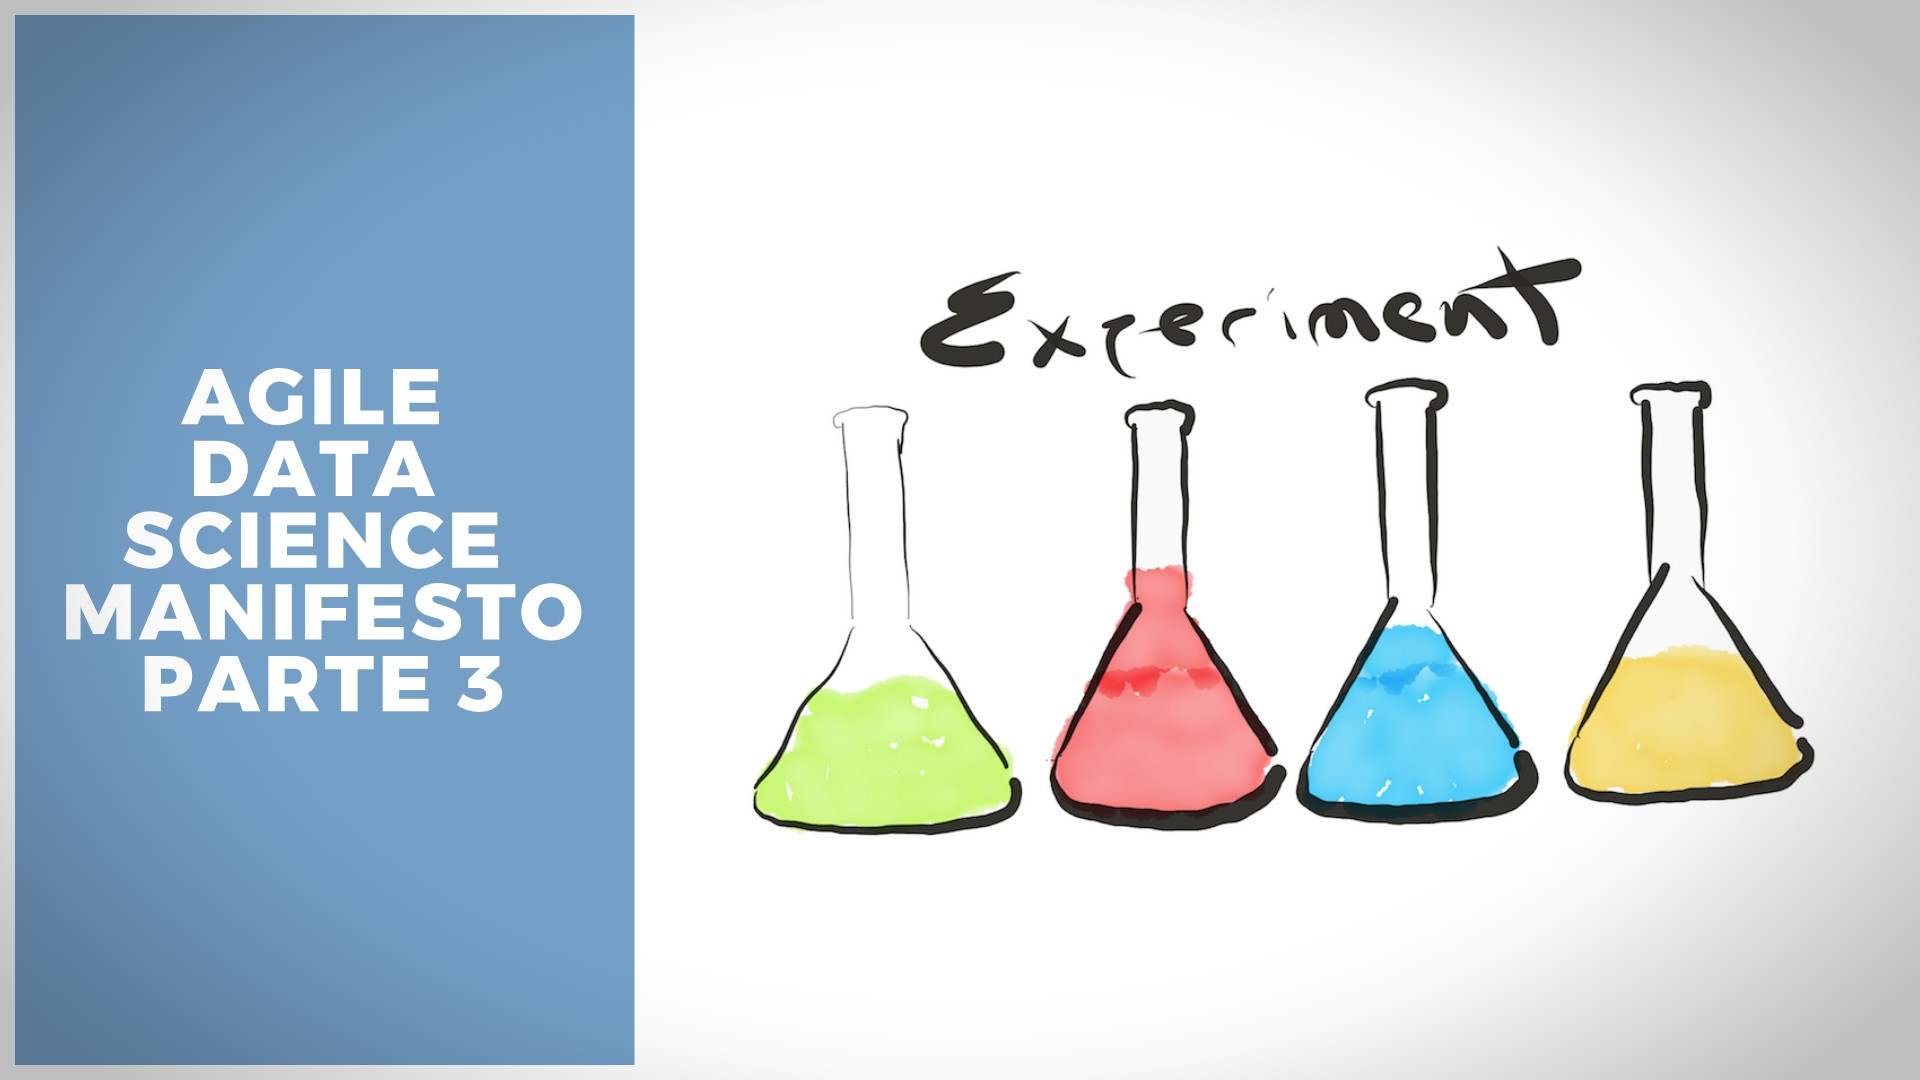 AGILE
DATA
SCIENCE
MANIFESTO
PARTE 3
Experiment